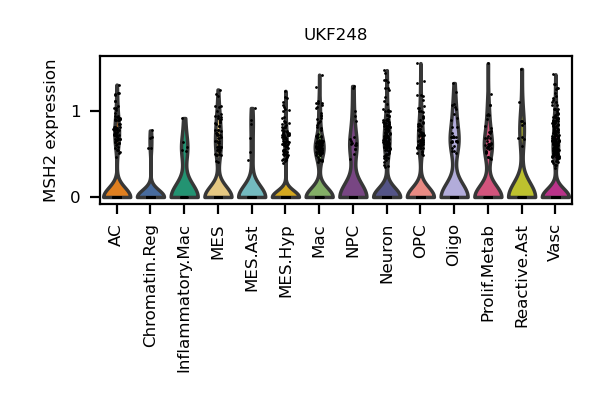 UKF248
MSH2 expression
1
0
AC
Chromatin.Reg
Inflammatory.Mac
MES
MES.Ast
MES.Hyp
Mac
NPC
Neuron
OPC
Oligo
Prolif.Metab
Reactive.Ast
Vasc